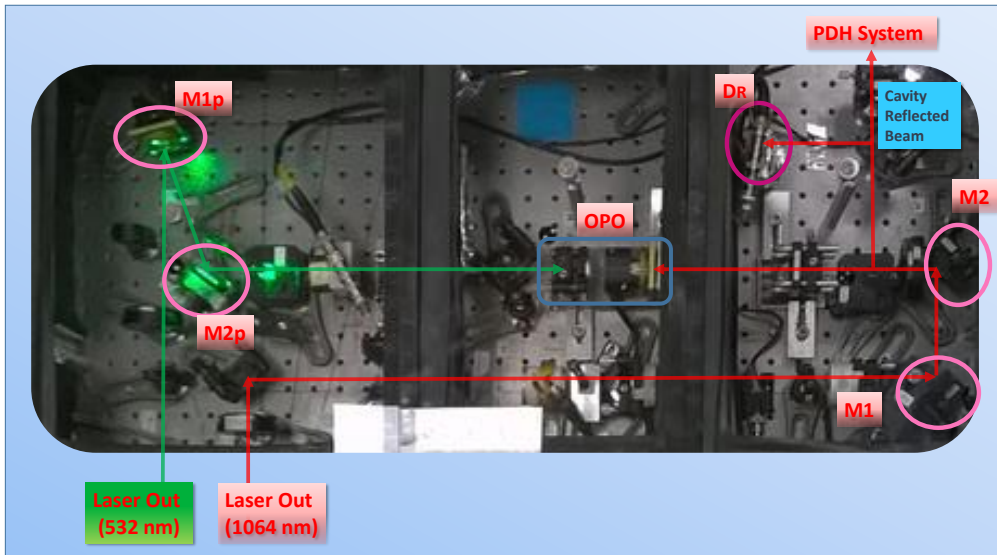 PDH System
M1p
DR
Cavity
Reflected
Beam
M2
OPO
M2p
M1
Laser Out
(532 nm)
Laser Out
(1064 nm)